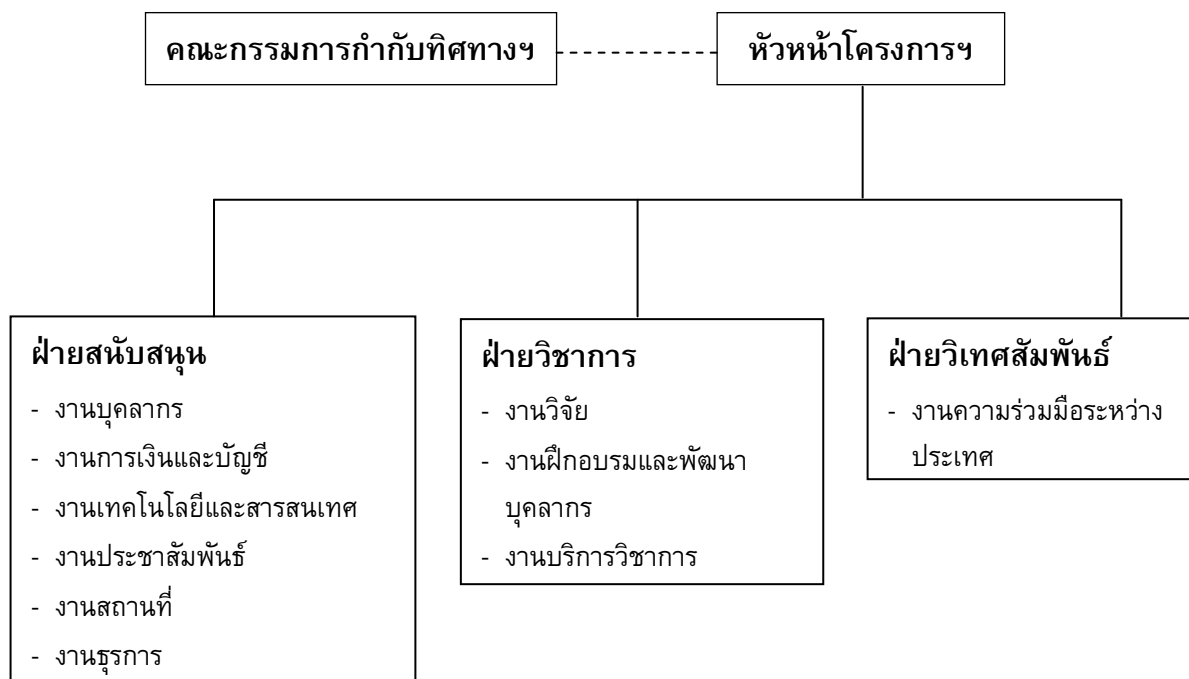 คณะกรรมการกำกับทิศทางฯ
หัวหน้าโครงการฯ
ฝ่ายสนับสนุน
- งานบุคลากร
- งานการเงินและบัญชี
- งานเทคโนโลยีและสารสนเทศ
- งานประชาสัมพันธ์
- งานสถานที่
- งานธุรการ
ฝ่ายวิชาการ
- งานวิจัย
- งานฝึกอบรมและพัฒนา
บุคลากร
- งานบริการวิชาการ
ฝ่ายวิเทศสัมพันธ์
- งานความร่วมมือระหว่าง
ประเทศ